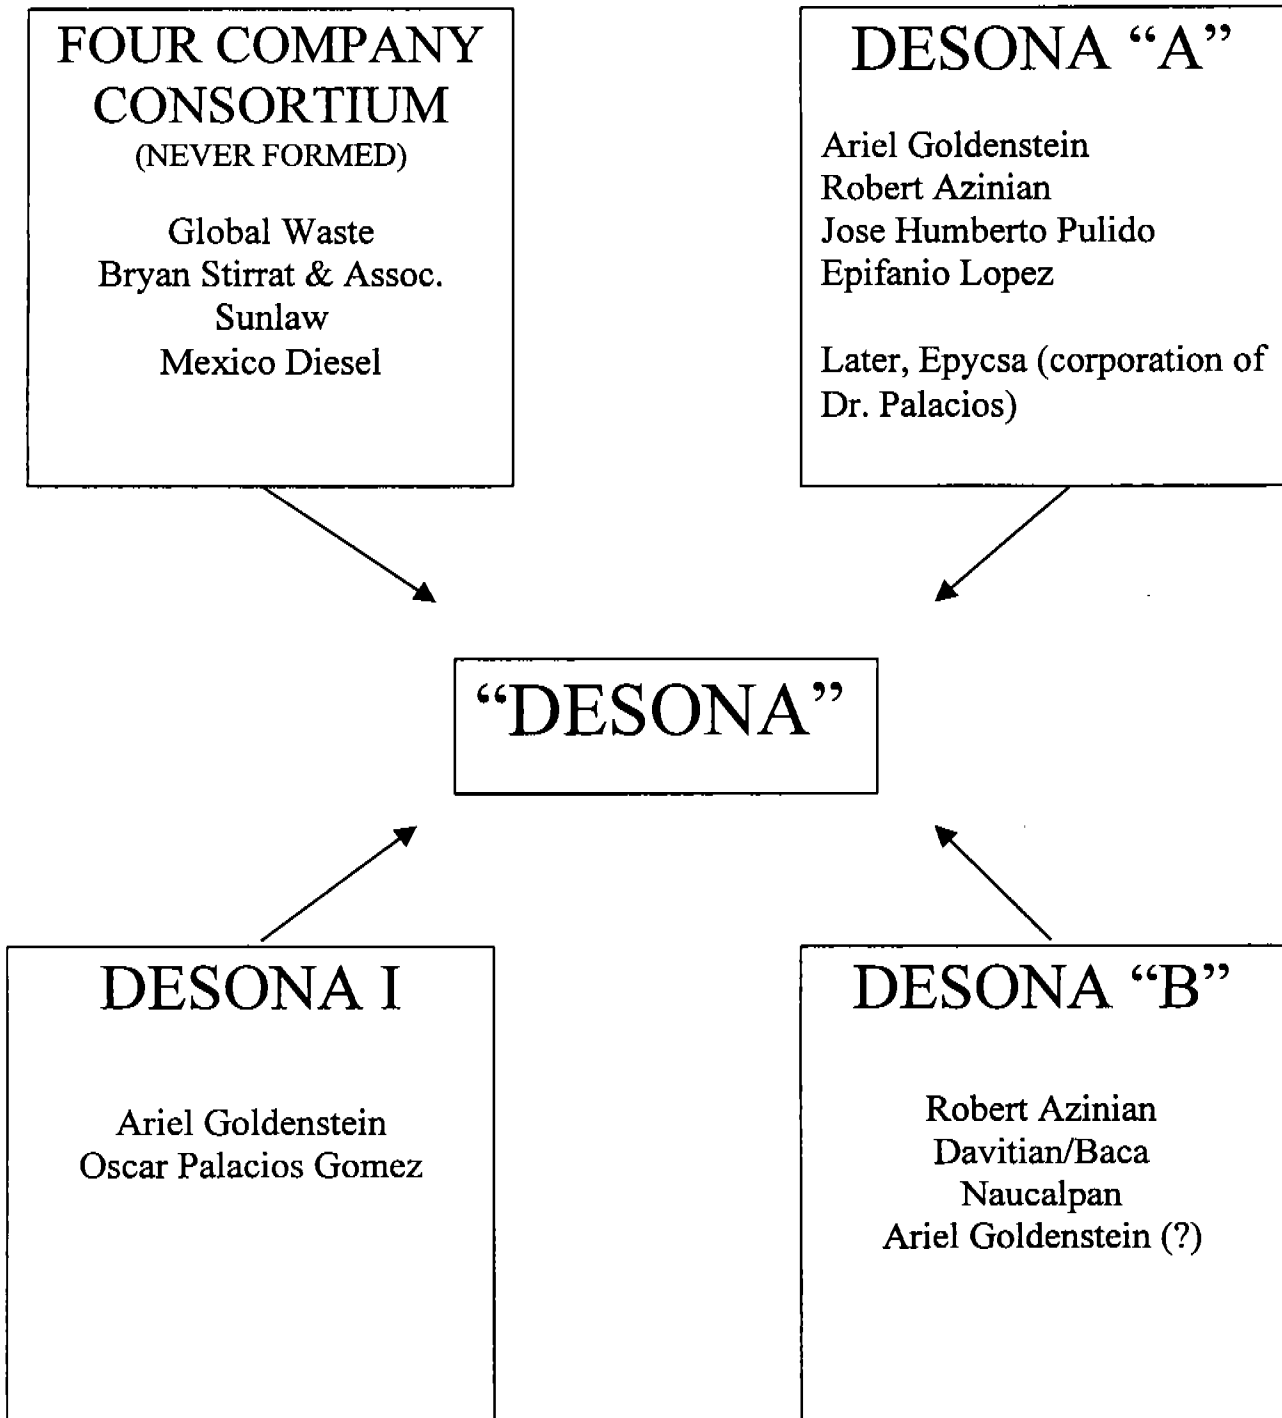 FOUR COMPANY
CONSORTIUM
(NEVER FORMED)
Global Waste
Bryan Stirrat & Assoc.
Sunlaw
Mexico Diesel
DESONA “A”
Ariel Goldenstein
Robert Azinian
Jose Humberto Pulido
Epifanio Lopez
Later, Epycsa (corporation of
Dr. Palacios)
“DESONA”
DESONA I
Ariel Goldenstein
Oscar Palacios Gomez
DESONA “B”
Robert Azinian
Davitian/Baca
Naucalpan
Ariel Goldenstein (?)